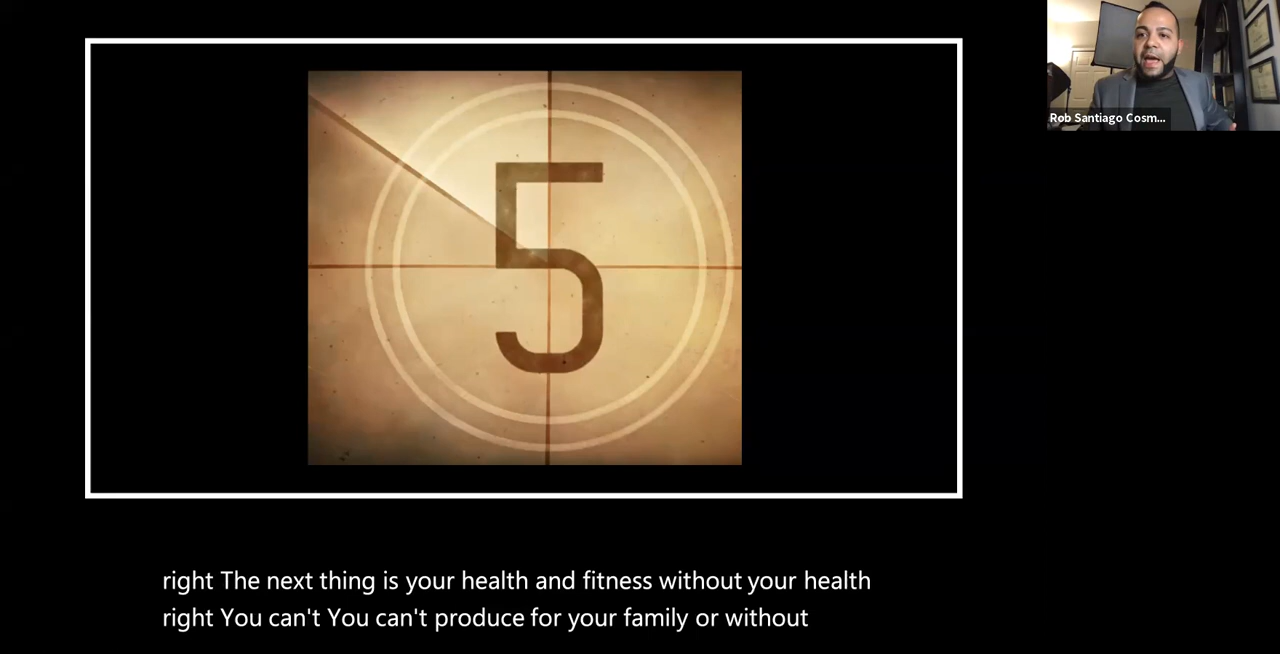 Rob Santiago Cosm...
5
right The next thing is your health and fitness without your health
right You can't You can't produce for your family or without